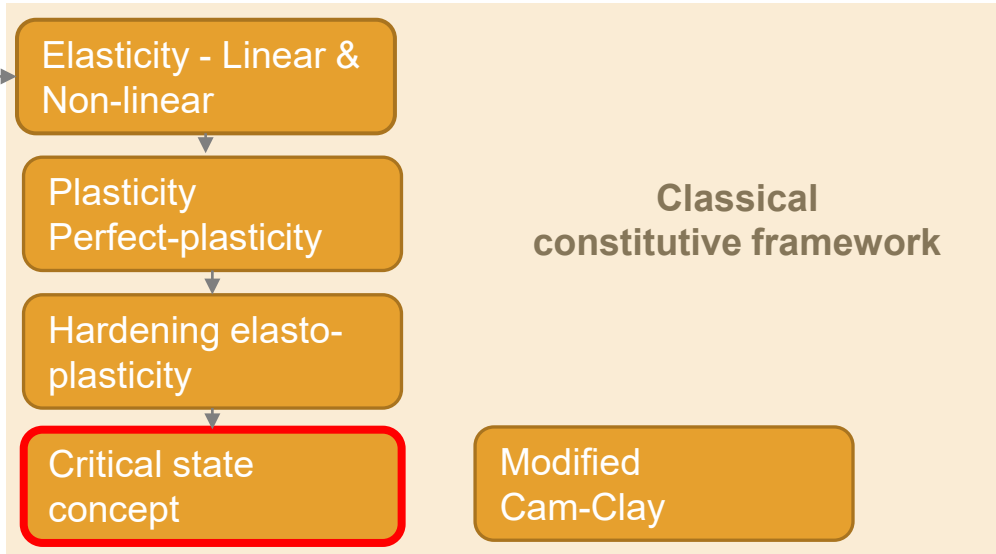 Elasticity - Linear &
Non-linear
Plasticity
Perfect-plasticity
Classical
constitutive framework
Hardening elasto-
plasticity
Critical state
concept
Modified
Cam-Clay